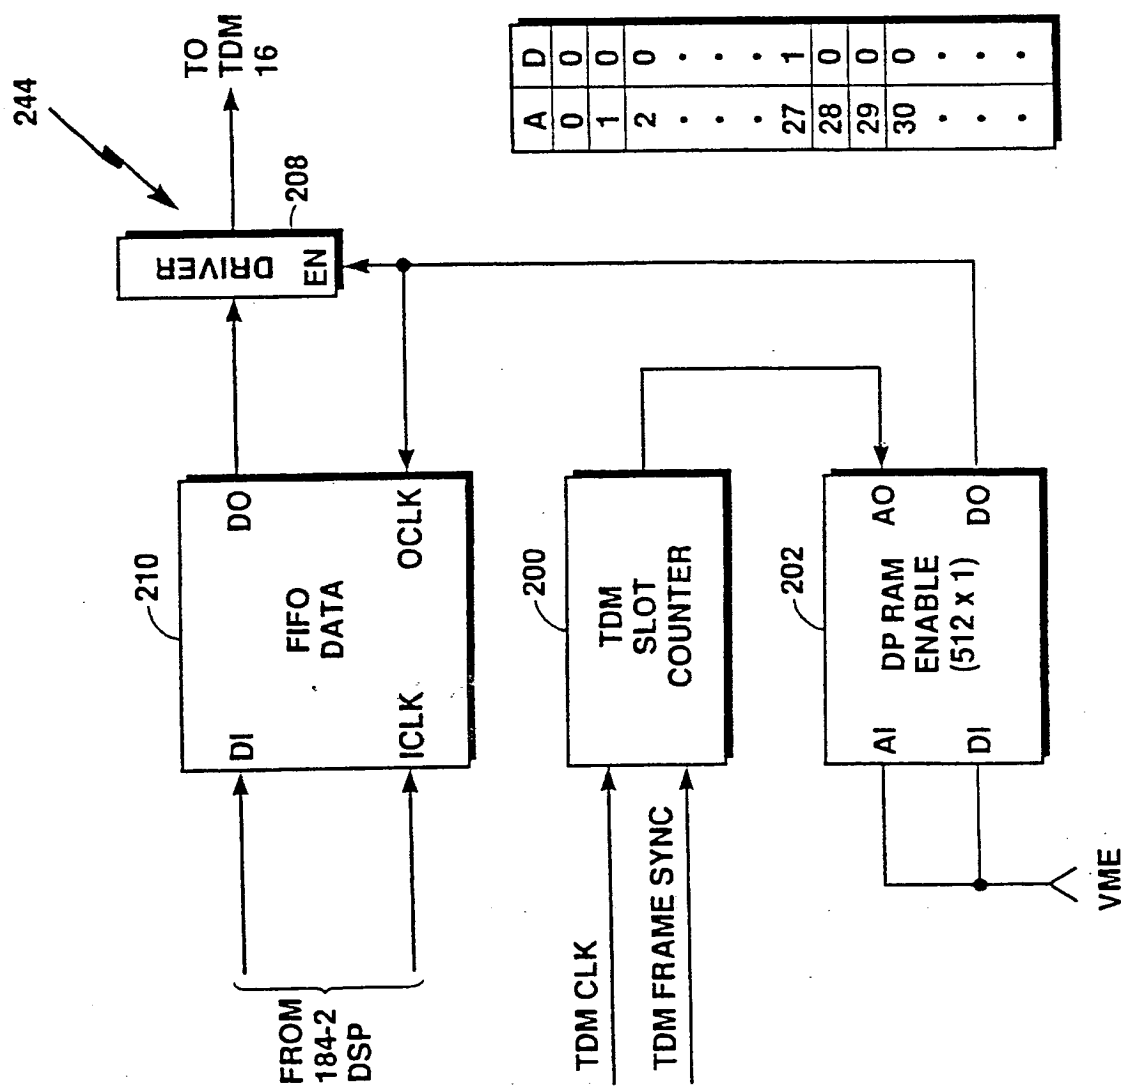 244
TO
TDM
16
DRIVER
EN
208
210
DI
DO
FIFO
DATA
ICLK
OCLK
FROM
184-2
DSP
200
TDM
SLOT
COUNTER
TDM CLK
TDM FRAME SYNC
202
AI
AO
DP RAM
ENABLE
(512 x 1)
DI
DO
VME
A D
0 0
1 0
2 0
• •
• •
• •
27 1
28 0
29 0
30 0
• •
• •
• •